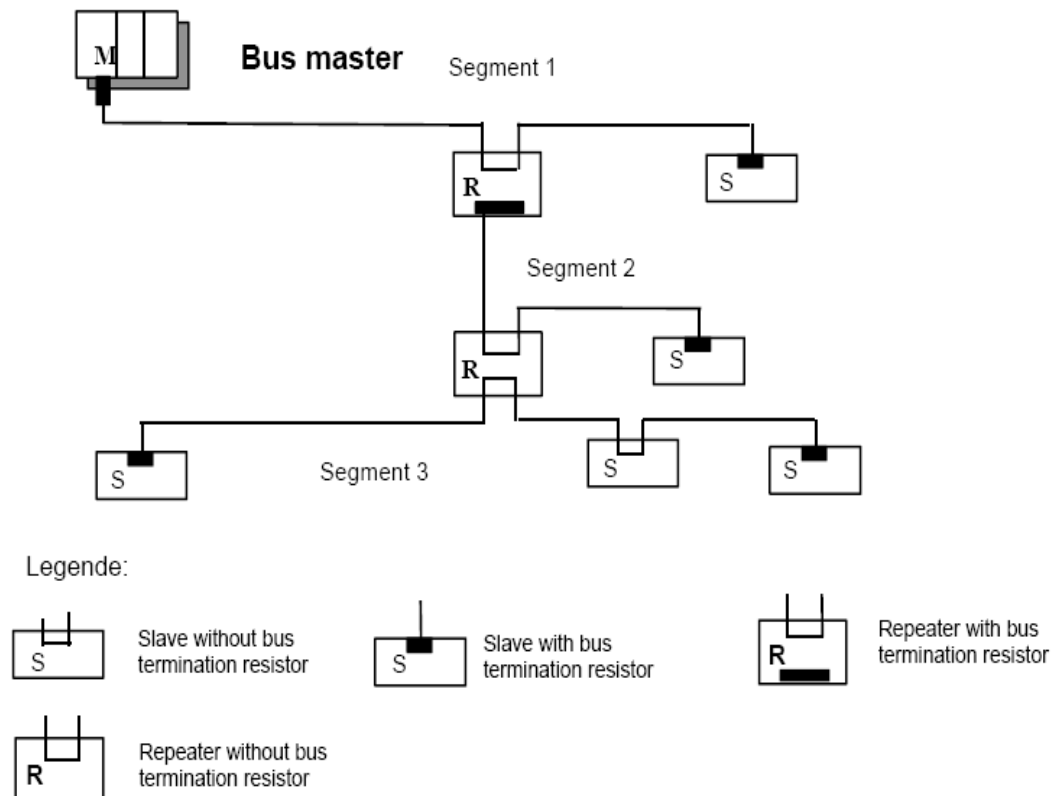 M
Bus master
Segment 1
R
S
Segment 2
R
S
S
Segment 3
S
S
Legende:
S
Slave without bus
termination resistor
S
Slave with bus
termination resistor
R
Repeater with bus
termination resistor
R
Repeater without bus
termination resistor